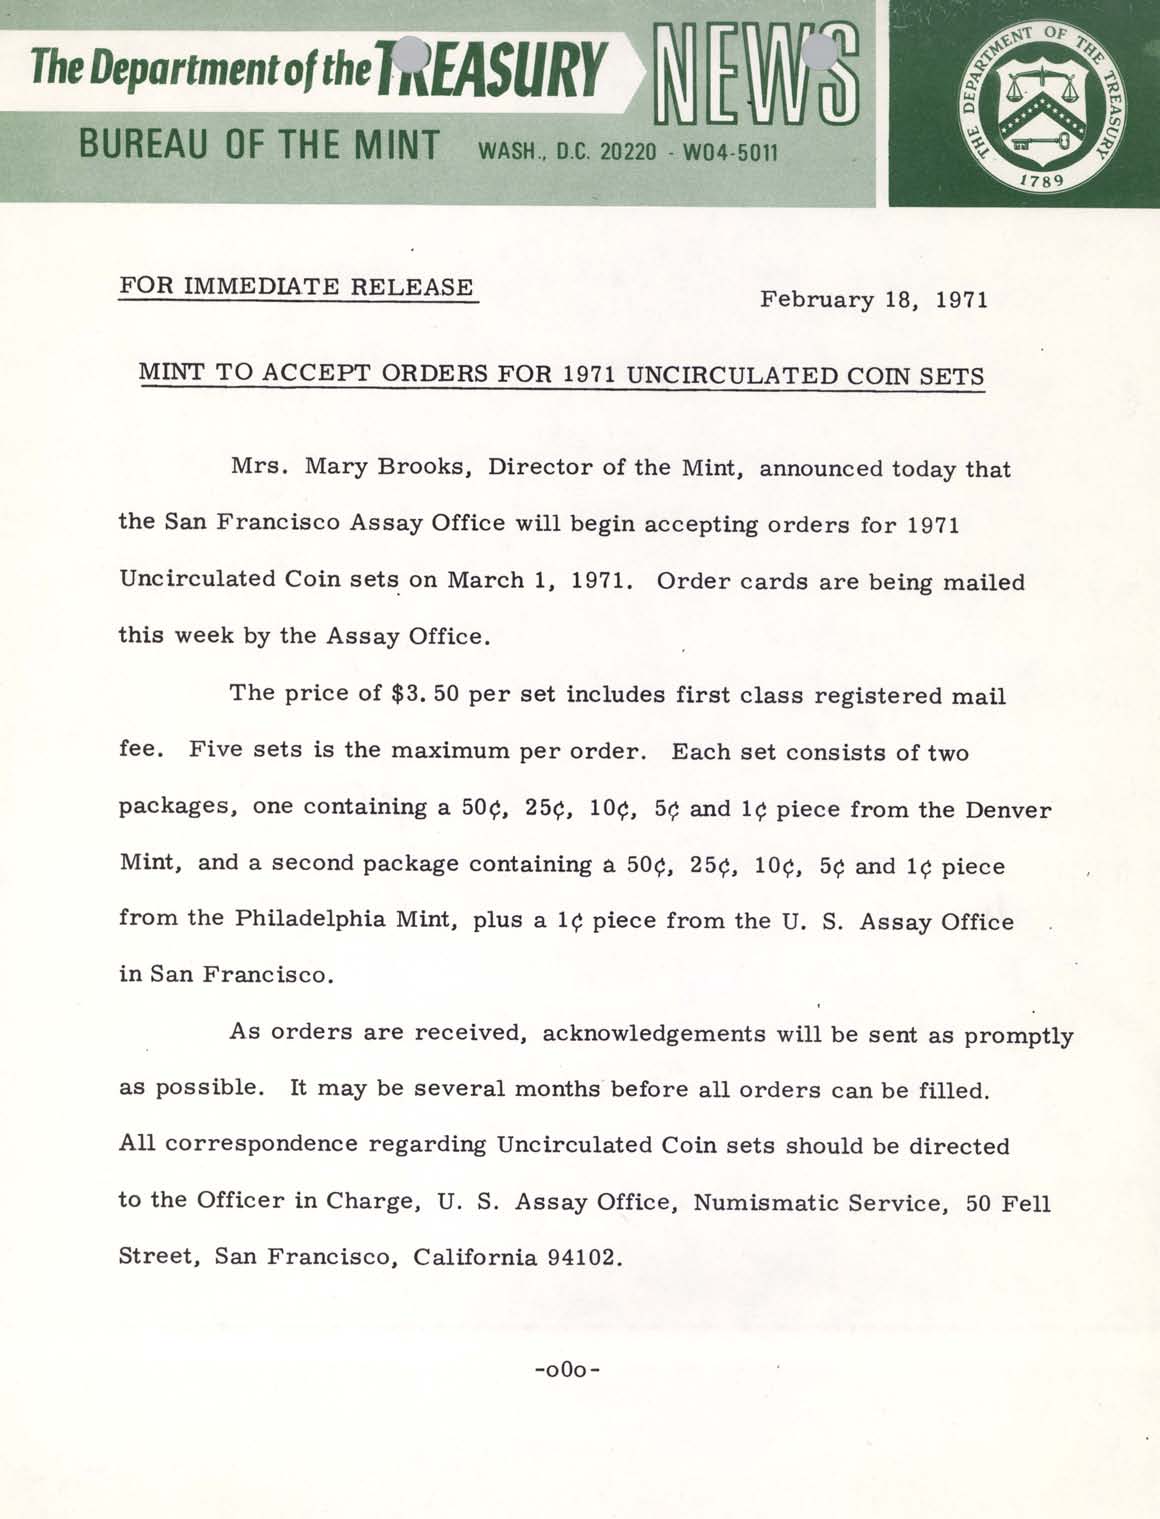 The Department of the TREASURY NEWS
BUREAU OF THE MINT WASH., D.C. 20220 - WO4-5011
THE DEPARTMENT OF THE TREASURY
1789
FOR IMMEDIATE RELEASE
February 18, 1971
MINT TO ACCEPT ORDERS FOR 1971 UNCIRCULATED COIN SETS
Mrs. Mary Brooks, Director of the Mint, announced today that
the San Francisco Assay Office will begin accepting orders for 1971
Uncirculated Coin sets on March 1, 1971. Order cards are being mailed
this week by the Assay Office.
The price of $3.50 per set includes first class registered mail
fee. Five sets is the maximum per order. Each set consists of two
packages, one containing a 50¢, 25¢, 10¢, 5¢ and 1¢ piece from the Denver
Mint, and a second package containing a 50¢, 25¢, 10¢, 5¢ and 1¢ piece
from the Philadelphia Mint, plus a 1¢ piece from the U. S. Assay Office
in San Francisco.
As orders are received, acknowledgements will be sent as promptly
as possible. It may be several months before all orders can be filled.
All correspondence regarding Uncirculated Coin sets should be directed
to the Officer in Charge, U. S. Assay Office, Numismatic Service, 50 Fell
Street, San Francisco, California 94102.
-o0o-